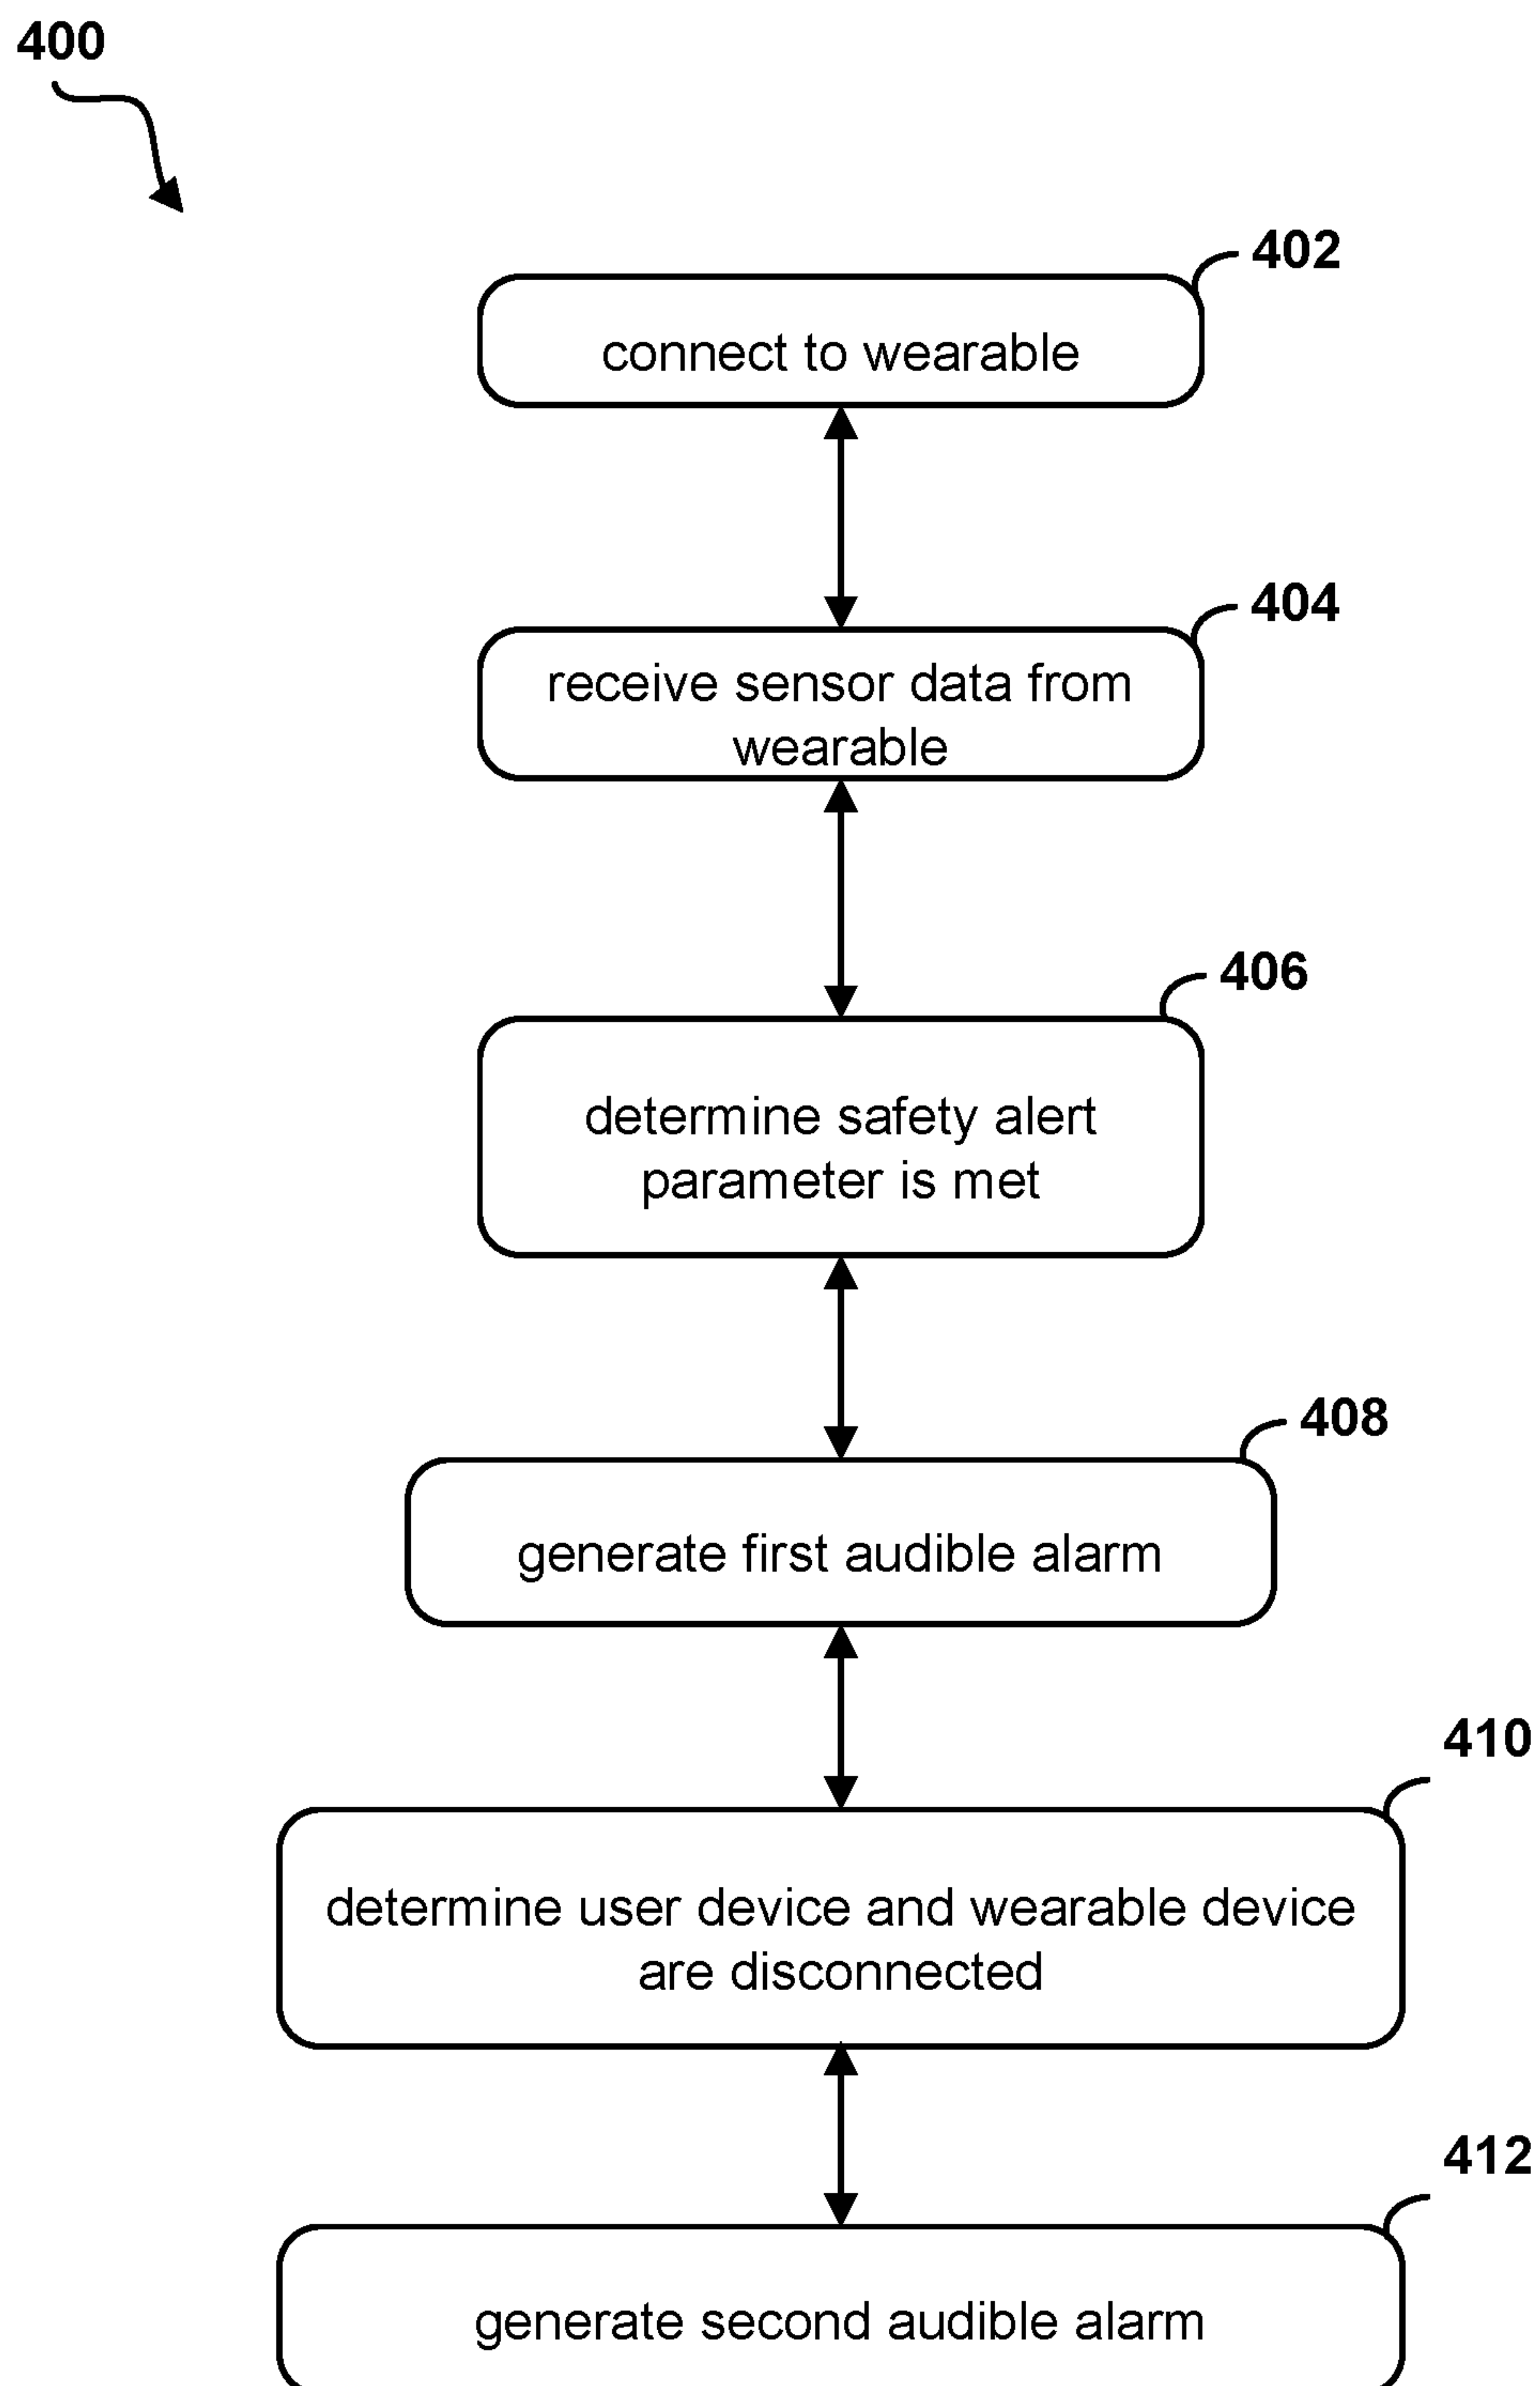 400
402
connect to wearable
404
receive sensor data from
wearable
406
determine safety alert
parameter is met
408
generate first audible alarm
410
determine user device and wearable device
are disconnected
412
generate second audible alarm